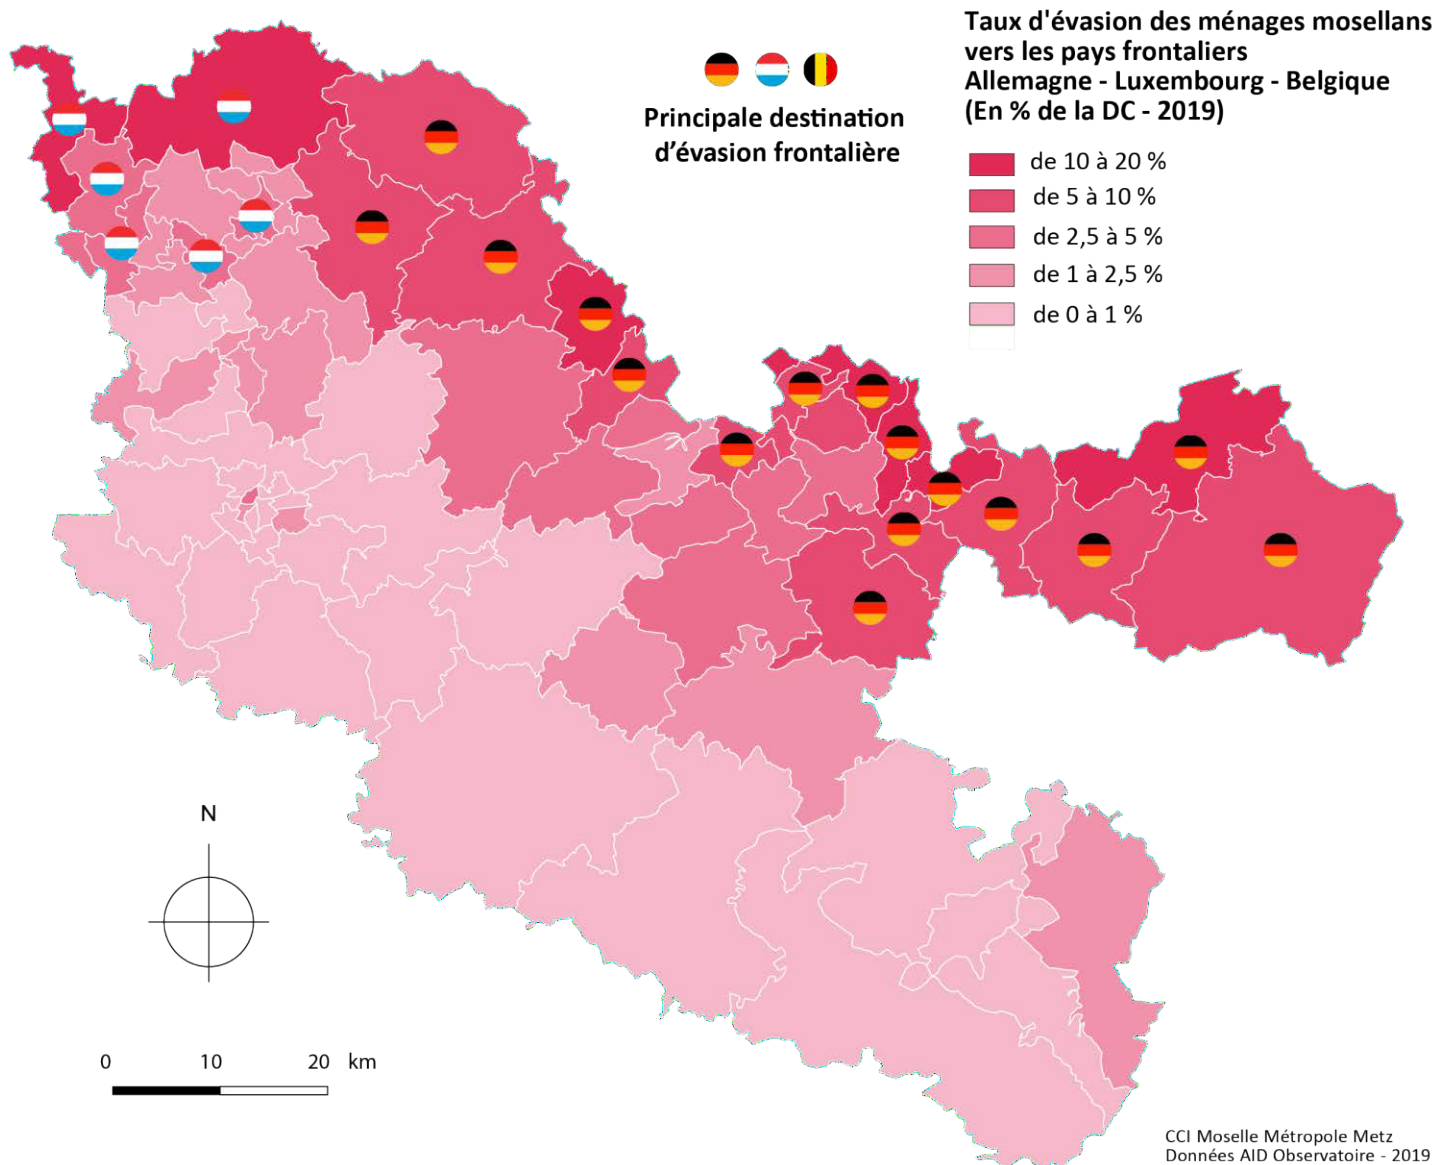 Taux d'évasion des ménages mosellans
vers les pays frontaliers
Allemagne - Luxembourg - Belgique
(En % de la DC - 2019)
Principale destination
d’évasion frontalière
de 10 à 20 %
de 5 à 10 %
de 2,5 à 5 %
de 1 à 2,5 %
de 0 à 1 %
N
0 10 20 km
CCI Moselle Métropole Metz
Données AID Observatoire - 2019